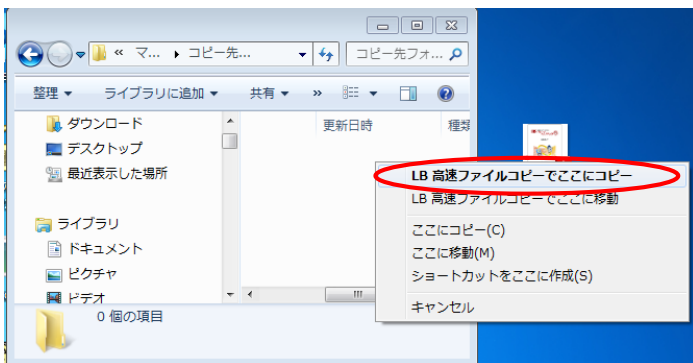 « マ... ▸ コピー先...
コピー先フォ...
整理 ▼ ライブラリに追加 ▼ 共有 ▼ »
ダウンロード
デスクトップ
最近表示した場所
ライブラリ
ドキュメント
ピクチャ
ビデオ
更新日時 種類
0 個の項目
LB 高速ファイルコピーでここにコピー
LB 高速ファイルコピーでここに移動
ここにコピー(C)
ここに移動(M)
ショートカットをここに作成(S)
キャンセル